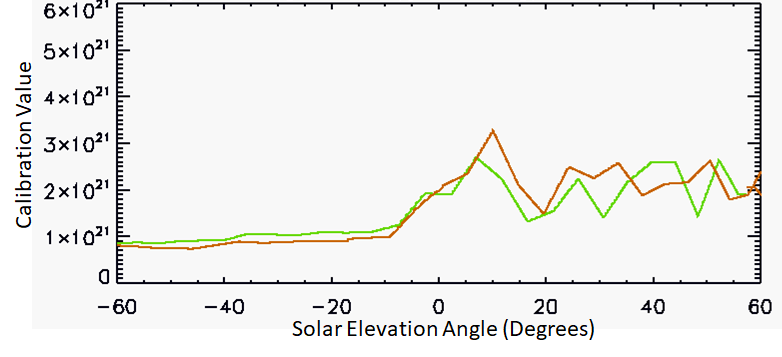 Calibration Value
6×10²¹
5×10²¹
4×10²¹
3×10²¹
2×10²¹
1×10²¹
0
−60 −40 −20 0 20 40 60
Solar Elevation Angle (Degrees)